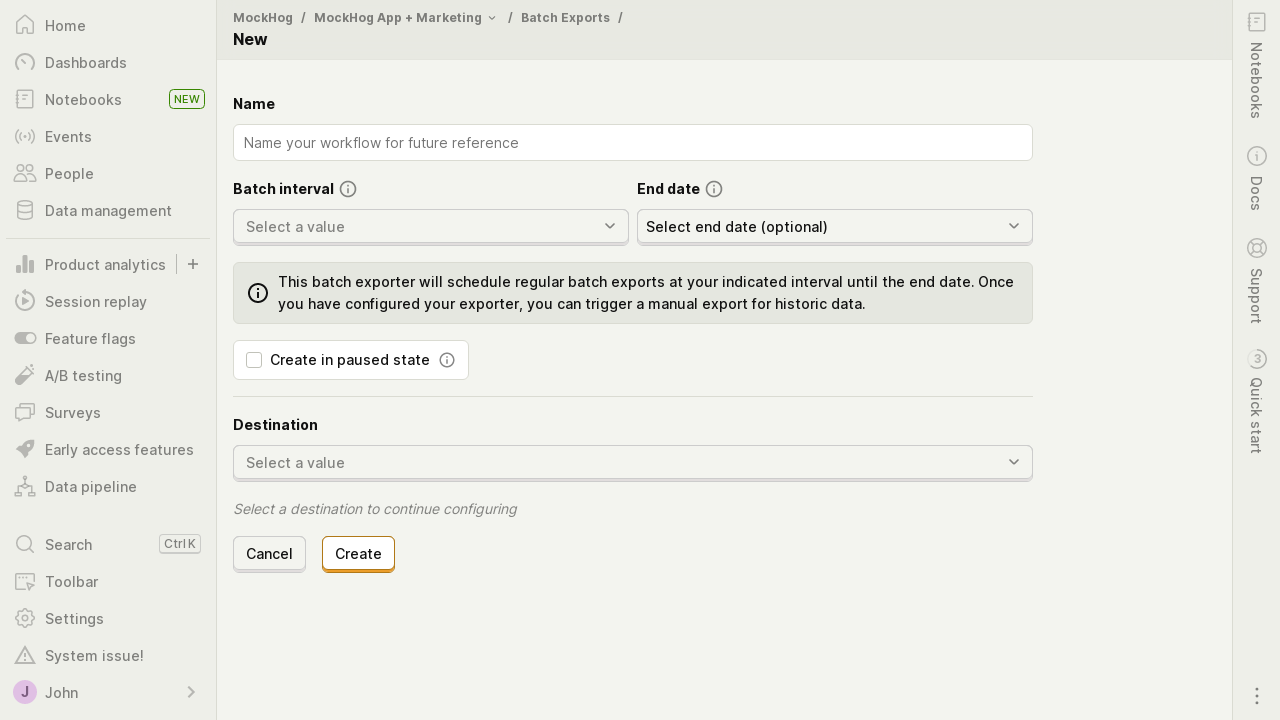 Home
Dashboards
Notebooks NEW
Events
People
Data management
Product analytics
Session replay
Feature flags
A/B testing
Surveys
Early access features
Data pipeline
Search Ctrl K
Toolbar
Settings
System issue!
J John
MockHog / MockHog App + Marketing / Batch Exports /
New
Name
Name your workflow for future reference
Batch interval
End date
Select a value
Select end date (optional)
This batch exporter will schedule regular batch exports at your indicated interval until the end date. Once
you have configured your exporter, you can trigger a manual export for historic data.
Create in paused state
Destination
Select a value
Select a destination to continue configuring
Cancel
Create
Notebooks
Docs
Support
3 Quick start